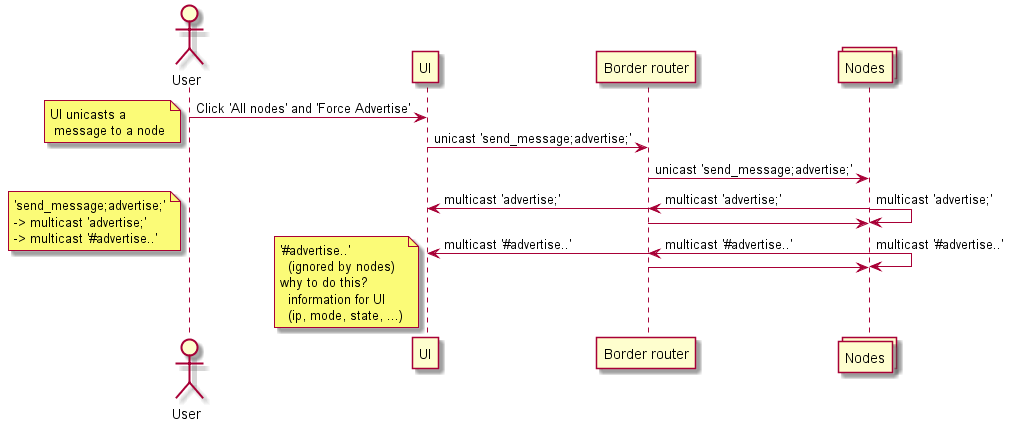 User
UI
Border router
Nodes
UI unicasts a
message to a node
Click 'All nodes' and 'Force Advertise'
unicast 'send_message;advertise;'
unicast 'send_message;advertise;'
'send_message;advertise;'
-> multicast 'advertise;'
-> multicast '#advertise..'
multicast 'advertise;'
multicast 'advertise;'
multicast 'advertise;'
'#advertise..'
(ignored by nodes)
why to do this?
information for UI
(ip, mode, state, ...)
multicast '#advertise..'
multicast '#advertise..'
multicast '#advertise..'
User
UI
Border router
Nodes